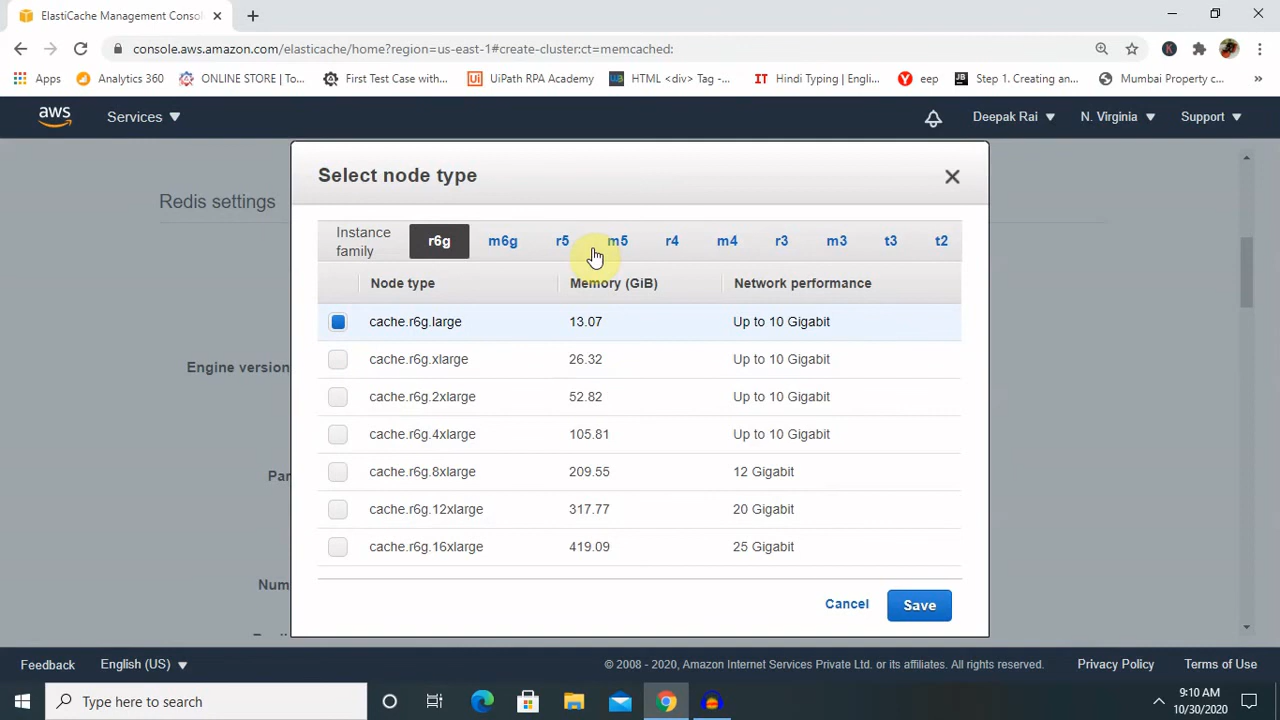 ElastiCache Management Conso
console.aws.amazon.com/elasticache/home?region=us-east-1#create-cluster:ct=memcached:
Apps Analytics 360 ONLINE STORE | To... First Test Case with... UiPath RPA Academy HTML <div> Tag -... Hindi Typing | Engli... eep Step 1. Creating an... Mumbai Property c... »
aws Services Deepak Rai N. Virginia Support
Select node type
Redis settings
Instance family r6g m6g r5 m5 r4 m4 r3 m3 t3 t2
Node type Memory (GiB) Network performance
cache.r6g.large 13.07 Up to 10 Gigabit
cache.r6g.xlarge 26.32 Up to 10 Gigabit
Engine version
cache.r6g.2xlarge 52.82 Up to 10 Gigabit
cache.r6g.4xlarge 105.81 Up to 10 Gigabit
Par
cache.r6g.8xlarge 209.55 12 Gigabit
cache.r6g.12xlarge 317.77 20 Gigabit
cache.r6g.16xlarge 419.09 25 Gigabit
Num
Cancel Save
Feedback English (US) © 2008 - 2020, Amazon Internet Services Private Ltd. or its affiliates. All rights reserved. Privacy Policy Terms of Use
Type here to search
9:10 AM
10/30/2020